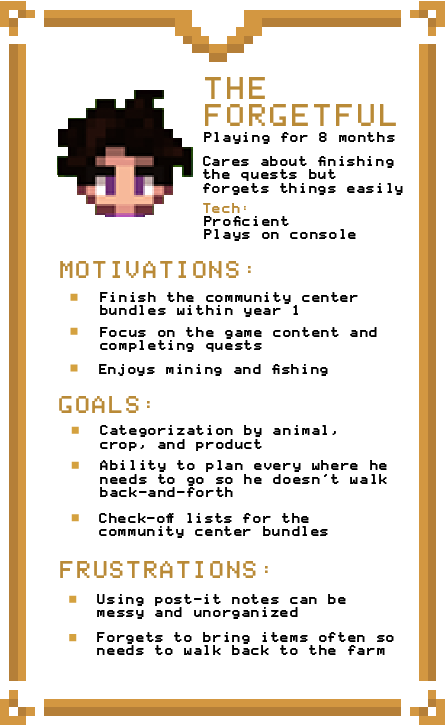 THE
FORGETFUL
Playing for 8 months
Cares about finishing
the quests but
forgets things easily
Tech:
Proficient
Plays on console
MOTIVATIONS:
Finish the community center
bundles within year 1
Focus on the game content and
completing quests
Enjoys mining and fishing
GOALS:
Categorization by animal,
crop, and product
Ability to plan every where he
needs to go so he doesn't walk
back-and-forth
Check-off lists for the
community center bundles
FRUSTRATIONS:
Using post-it notes can be
messy and unorganized
Forgets to bring items often so
needs to walk back to the farm